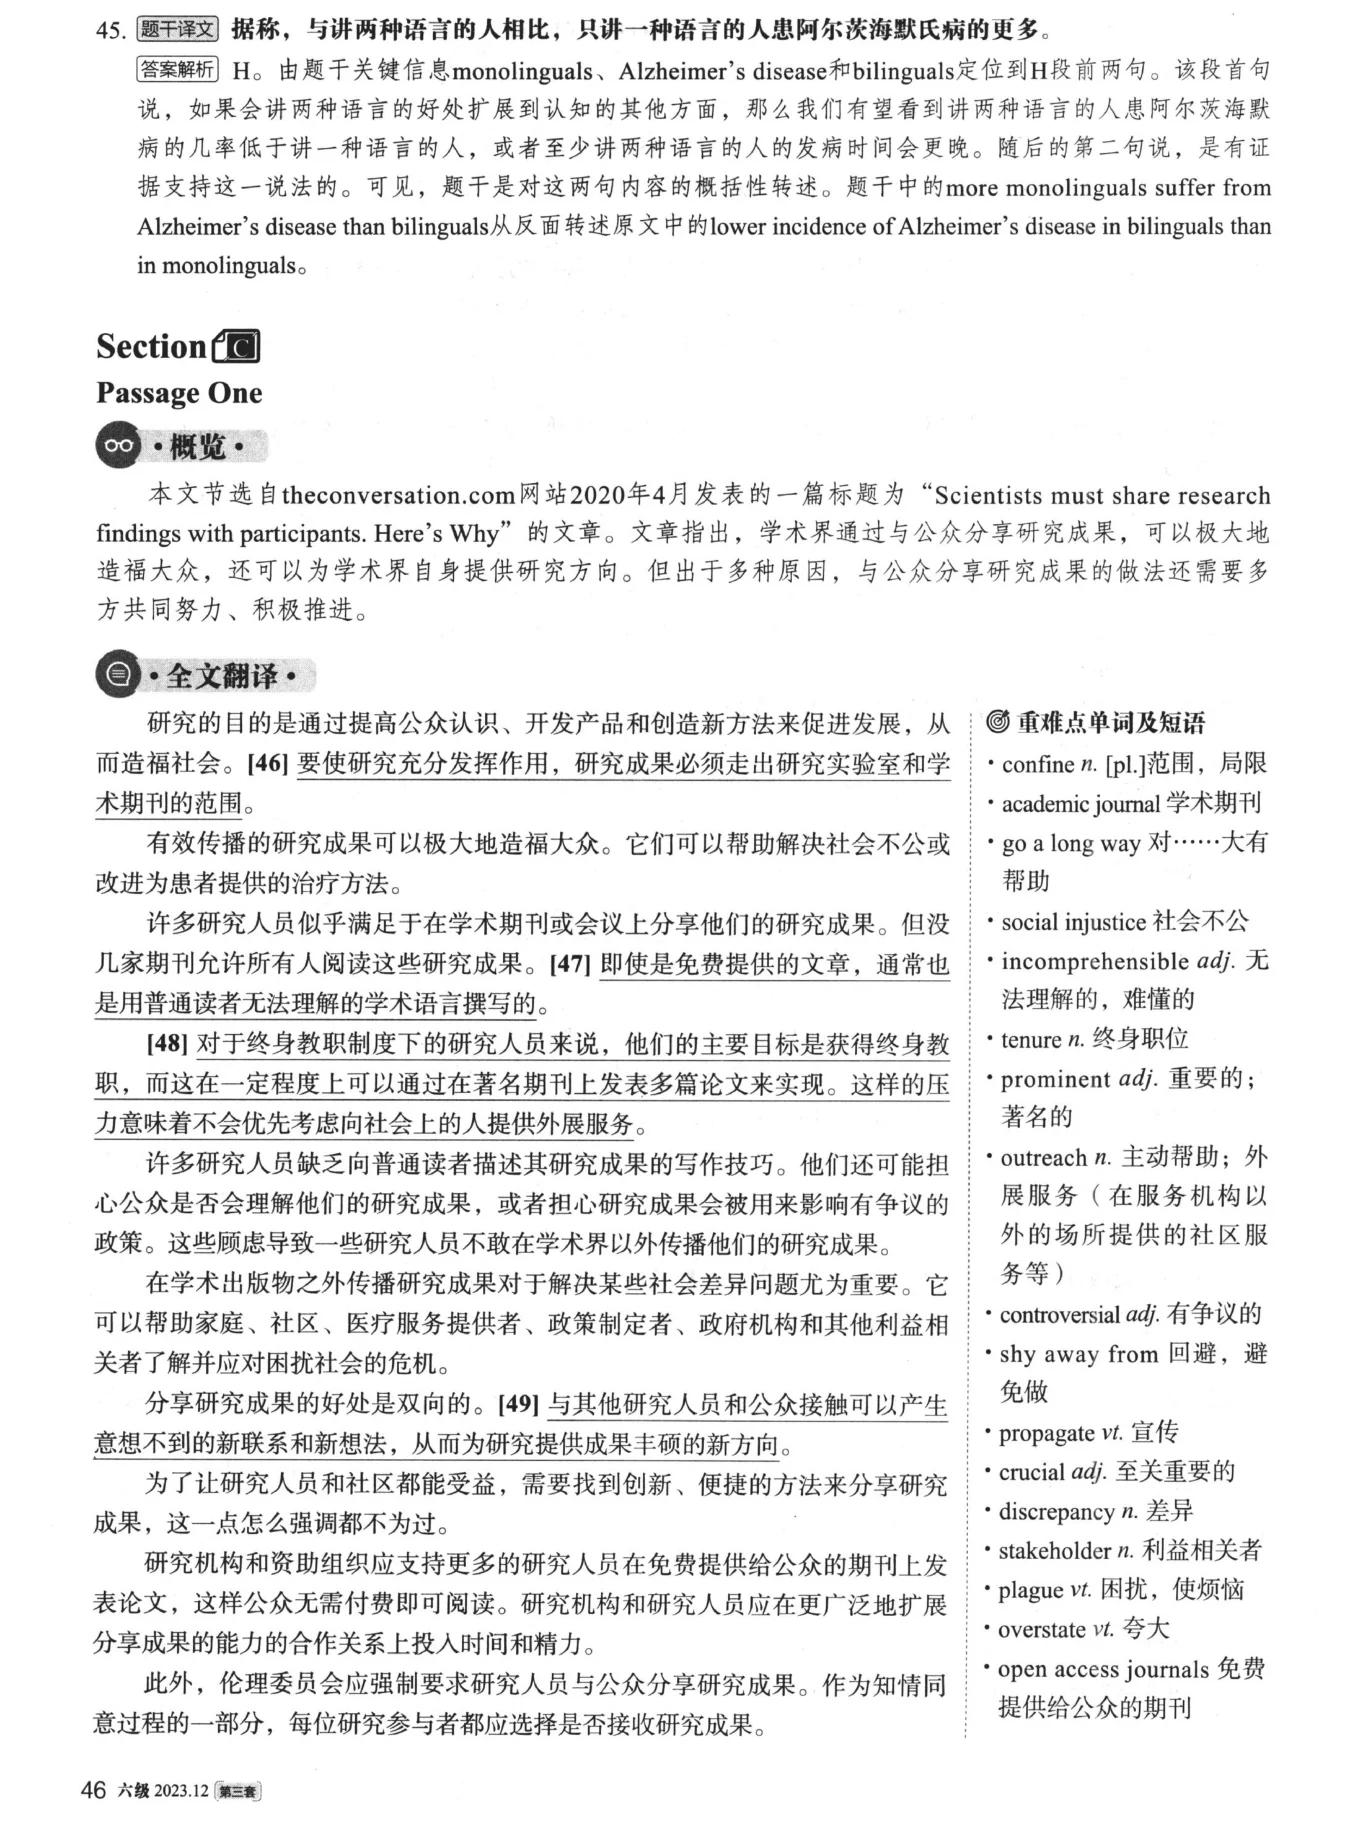 45. 题干译文 据称，与讲两种语言的人相比，只讲一种语言的人患阿尔茨海默氏病的更多。
答案解析 H。由题干关键信息monolinguals、Alzheimer’s disease和bilinguals定位到H段前两句。该段首句
说，如果会讲两种语言的好处扩展到认知的其他方面，那么我们有望看到讲两种语言的人患阿尔茨海默
病的几率低于讲一种语言的人，或者至少讲两种语言的人的发病时间会更晚。随后的第二句说，是有证
据支持这一说法的。可见，题干是对这两句内容的概括性转述。题干中的more monolinguals suffer from
Alzheimer’s disease than bilinguals从反面转述原文中的lower incidence of Alzheimer’s disease in bilinguals than
in monolinguals。
Section C
Passage One
·概览·
本文节选自theconversation.com网站2020年4月发表的一篇标题为“Scientists must share research
findings with participants. Here’s Why”的文章。文章指出，学术界通过与公众分享研究成果，可以极大地
造福大众，还可以为学术界自身提供研究方向。但出于多种原因，与公众分享研究成果的做法还需要多
方共同努力、积极推进。
·全文翻译·
研究的目的是通过提高公众认识、开发产品和创造新方法来促进发展，从
而造福社会。[46] 要使研究充分发挥作用，研究成果必须走出研究实验室和学
术期刊的范围。
有效传播的研究成果可以极大地造福大众。它们可以帮助解决社会不公或
改进为患者提供的治疗方法。
许多研究人员似乎满足于在学术期刊或会议上分享他们的研究成果。但没
几家期刊允许所有人阅读这些研究成果。[47] 即使是免费提供的文章，通常也
是用普通读者无法理解的学术语言撰写的。
[48] 对于终身教职制度下的研究人员来说，他们的主要目标是获得终身教
职，而这在一定程度上可以通过在著名期刊上发表多篇论文来实现。这样的压
力意味着不会优先考虑向社会上的人提供外展服务。
许多研究人员缺乏向普通读者描述其研究成果的写作技巧。他们还可能担
心公众是否会理解他们的研究成果，或者担心研究成果会被用来影响有争议的
政策。这些顾虑导致一些研究人员不敢在学术界以外传播他们的研究成果。
在学术出版物之外传播研究成果对于解决某些社会差异问题尤为重要。它
可以帮助家庭、社区、医疗服务提供者、政策制定者、政府机构和其他利益相
关者了解并应对困扰社会的危机。
分享研究成果的好处是双向的。[49] 与其他研究人员和公众接触可以产生
意想不到的新联系和新想法，从而为研究提供成果丰硕的新方向。
为了让研究人员和社区都能受益，需要找到创新、便捷的方法来分享研究
成果，这一点怎么强调都不为过。
研究机构和资助组织应支持更多的研究人员在免费提供给公众的期刊上发
表论文，这样公众无需付费即可阅读。研究机构和研究人员应在更广泛地扩展
分享成果的能力的合作关系上投入时间和精力。
此外，伦理委员会应强制要求研究人员与公众分享研究成果。作为知情同
意过程的一部分，每位研究参与者都应选择是否接收研究成果。
重难点单词及短语
·confine n. [pl.]范围，局限
·academic journal 学术期刊
·go a long way 对……大有
帮助
·social injustice 社会不公
·incomprehensible adj. 无
法理解的，难懂的
·tenure n. 终身职位
·prominent adj. 重要的；
著名的
·outreach n. 主动帮助；外
展服务（在服务机构以
外的场所提供的社区服
务等）
·controversial adj. 有争议的
·shy away from 回避，避
免做
·propagate vt. 宣传
·crucial adj. 至关重要的
·discrepancy n. 差异
·stakeholder n. 利益相关者
·plague vt. 困扰，使烦恼
·overstate vt. 夸大
·open access journals 免费
提供给公众的期刊
46 六级 2023.12 第三套